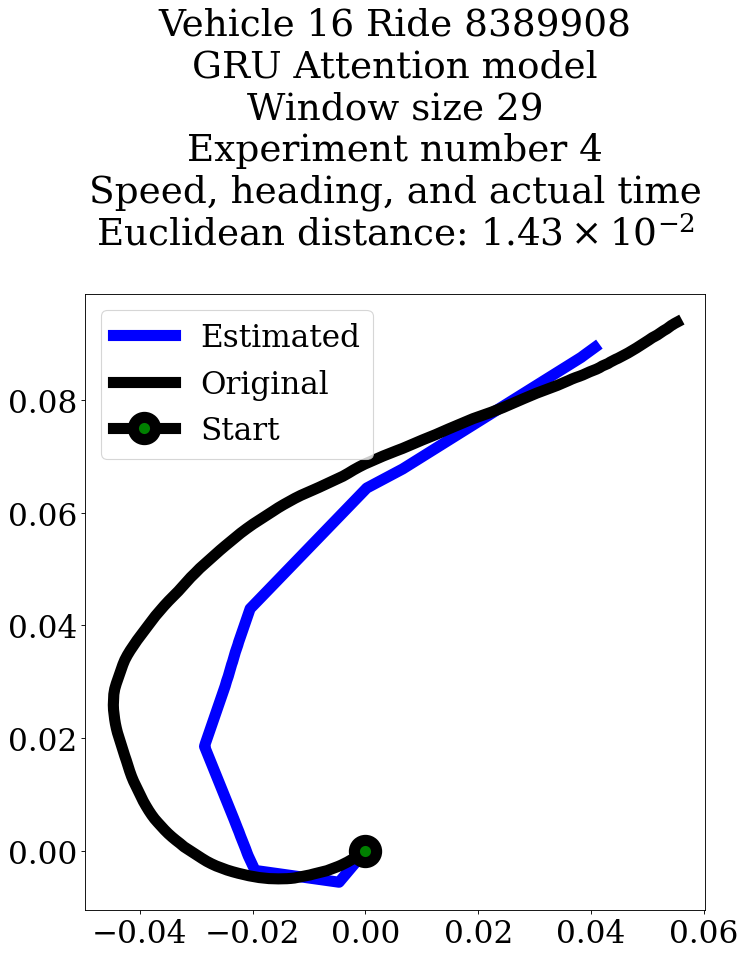 Vehicle 16 Ride 8389908
GRU Attention model
Window size 29
Experiment number 4
Speed, heading, and actual time
Euclidean distance: 1.43 × 10⁻²
Estimated
Original
Start
0.08
0.06
0.04
0.02
0.00
−0.04 −0.02 0.00 0.02 0.04 0.06